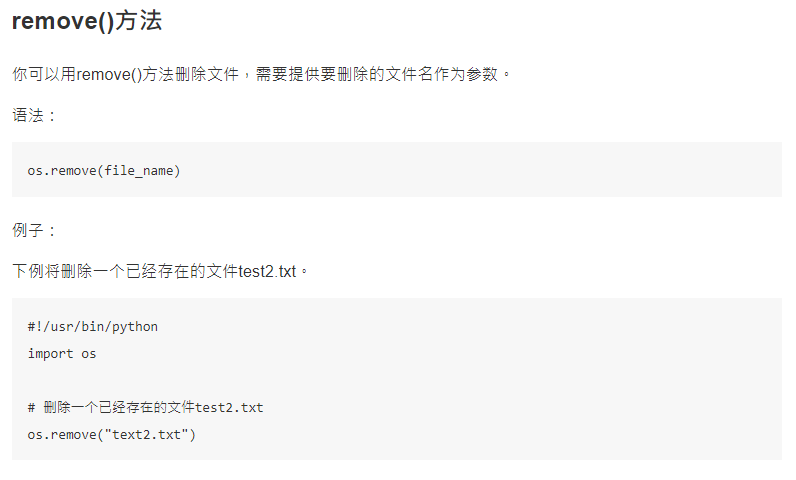 remove()方法
你可以用remove()方法删除文件，需要提供要删除的文件名作为参数。
语法：
os.remove(file_name)
例子：
下例将删除一个已经存在的文件test2.txt。
#!/usr/bin/python
import os
# 删除一个已经存在的文件test2.txt
os.remove("text2.txt")